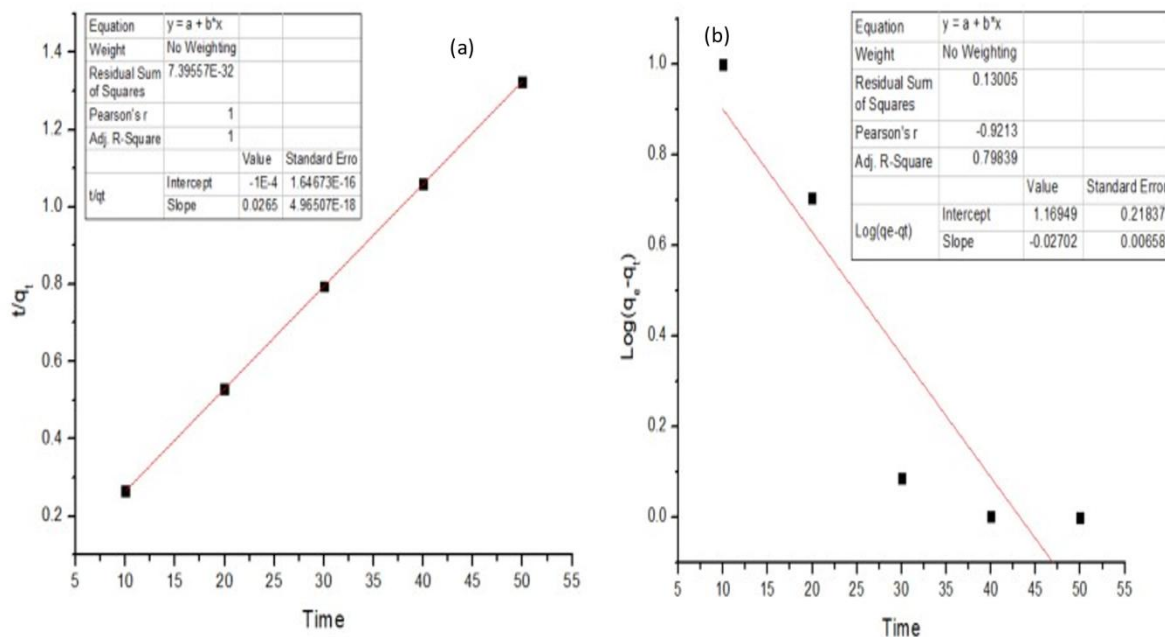 (a)
Equation y = a + b*x
Weight No Weighting
Residual Sum 7.39557E-32
of Squares
Pearson's r 1
Adj. R-Square 1
Value Standard Erro
t/qt Intercept -1E-4 1.64673E-16
Slope 0.0265 4.96507E-18
t/qt
1.4
1.2
1.0
0.8
0.6
0.4
0.2
5 10 15 20 25 30 35 40 45 50 55
Time
(b)
Equation y = a + b*x
Weight No Weighting
Residual Sum 0.13005
of Squares
Pearson's r -0.9213
Adj. R-Square 0.79839
Value Standard Error
Log(qe-qt) Intercept 1.16949 0.21837
Slope -0.02702 0.00658
Log(qe-qt)
1.0
0.8
0.6
0.4
0.2
0.0
5 10 15 20 25 30 35 40 45 50 55
Time